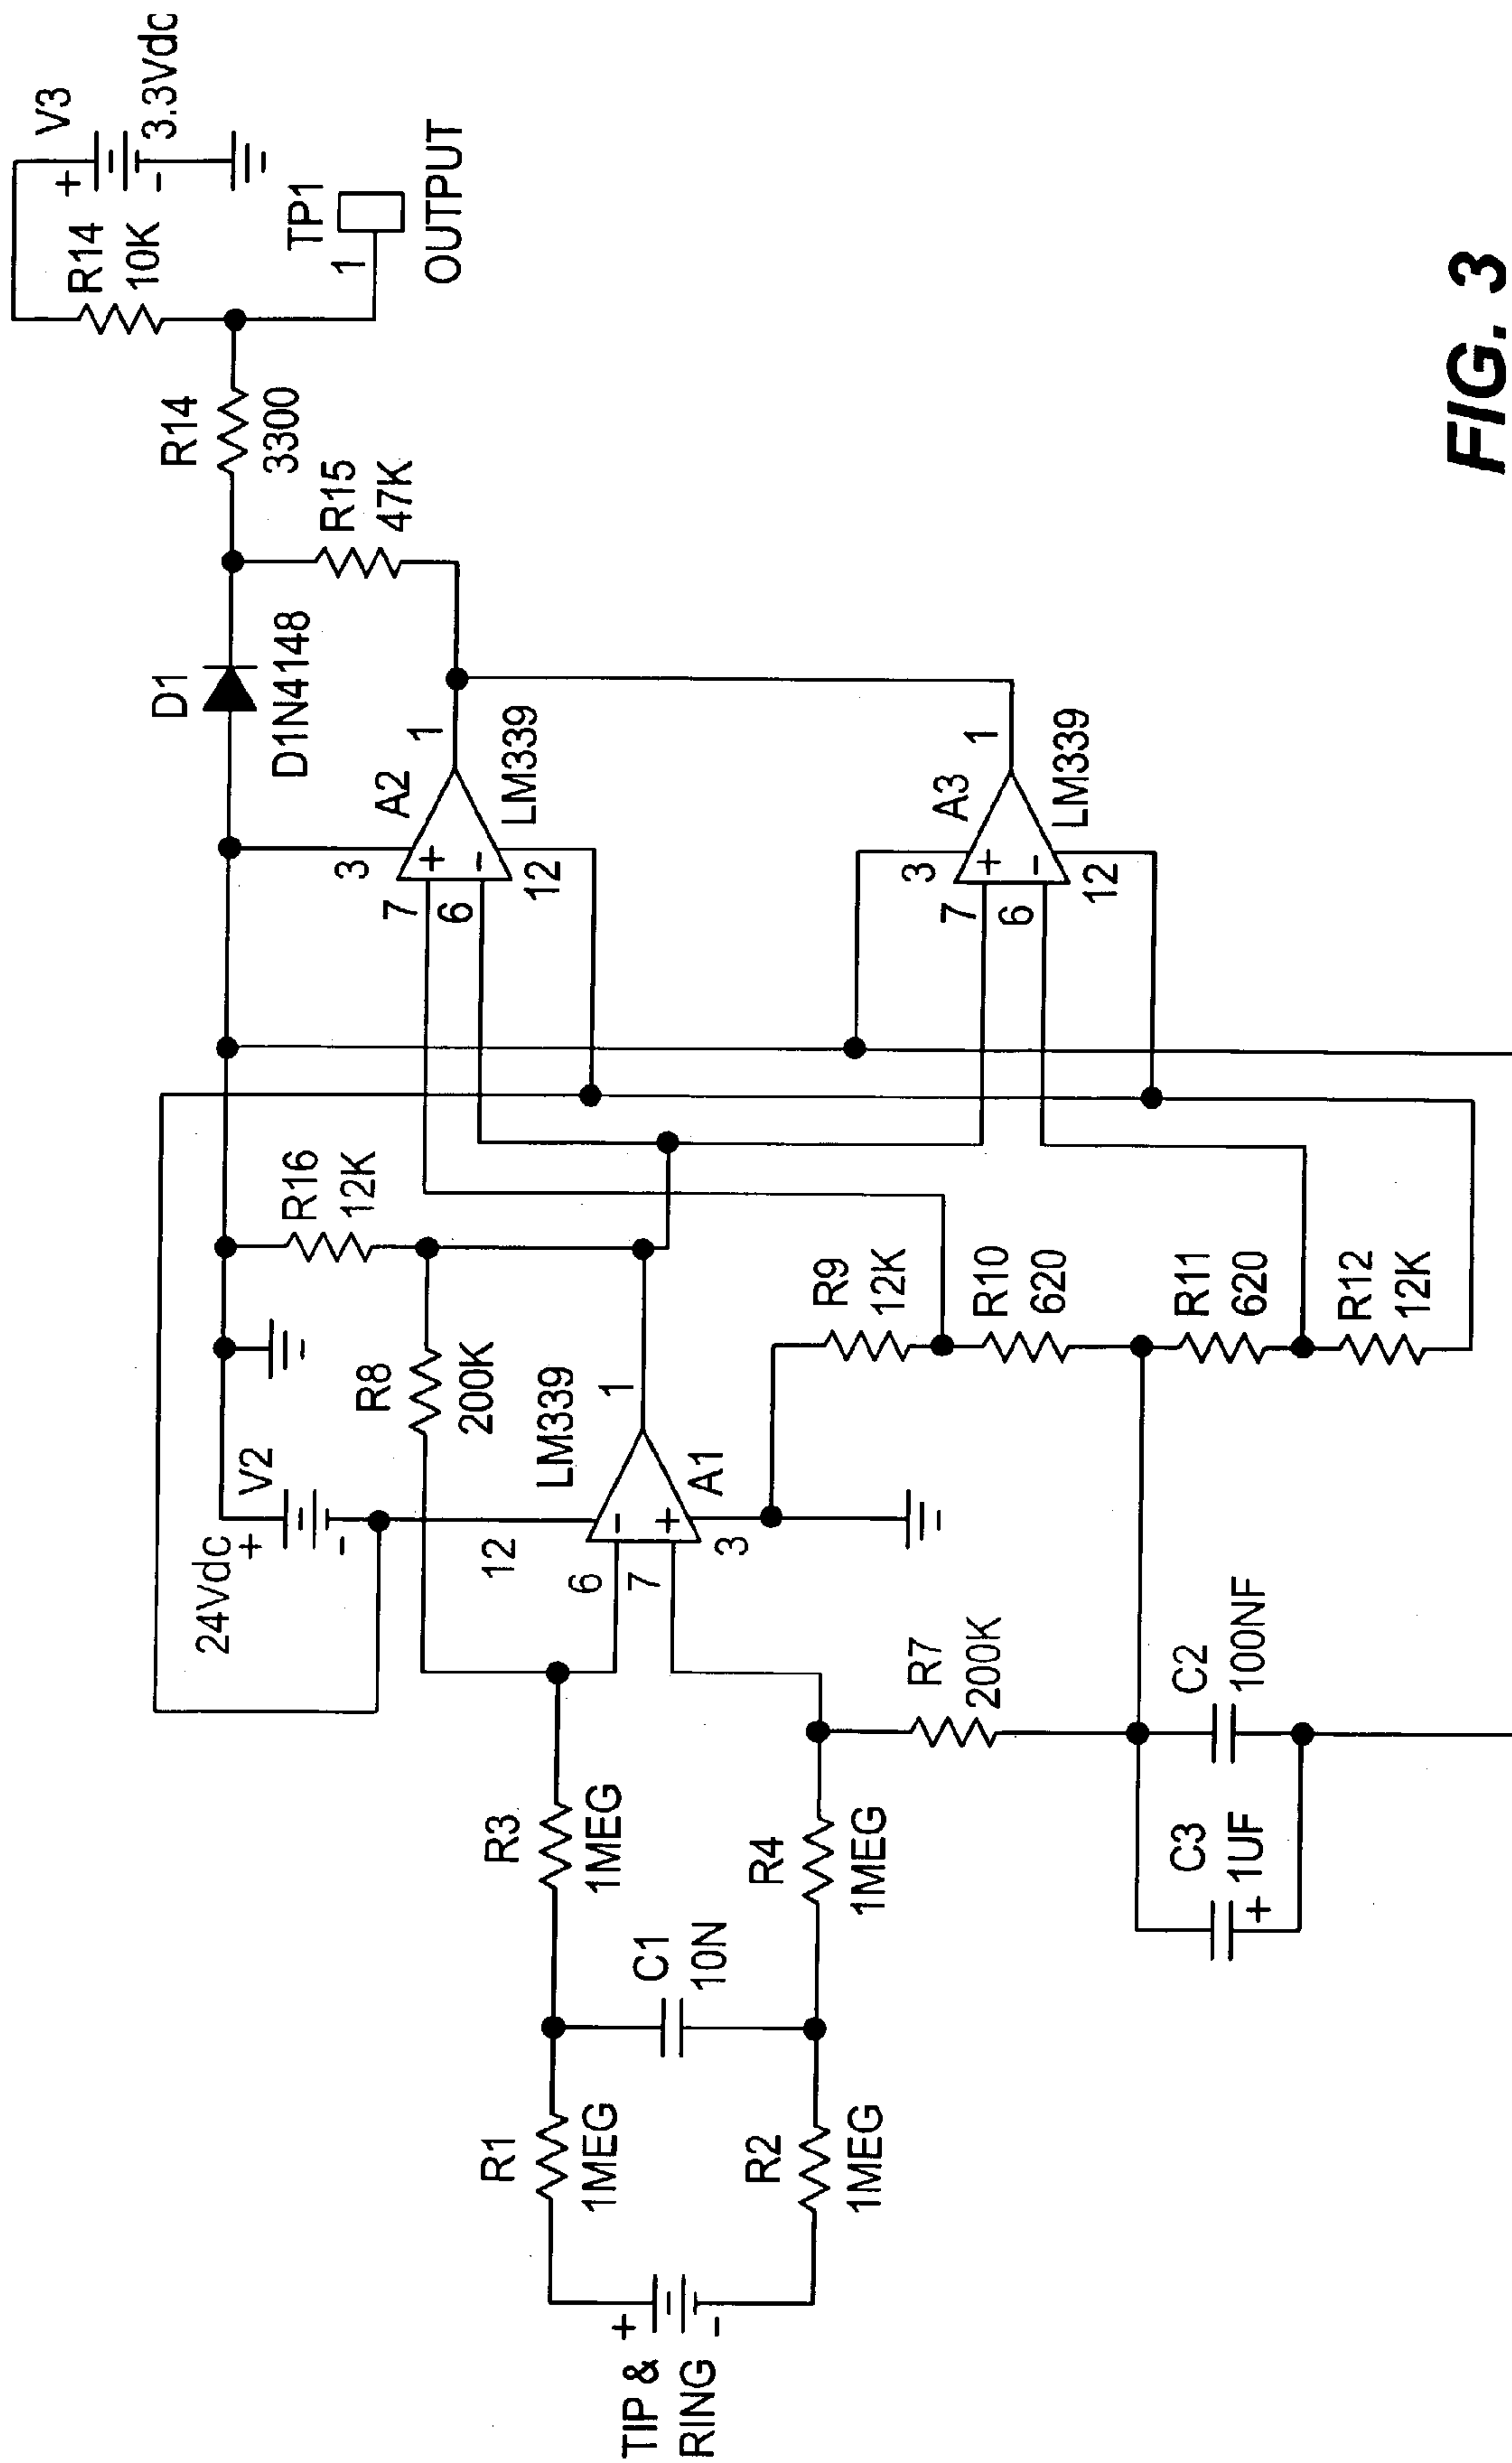 TIP &
RING
+
-
R1
1MEG
R2
1MEG
C1
10N
R3
1MEG
R4
1MEG
C3
1UF
+
C2
100NF
R7
200K
24Vdc
+
-
V2
12
6
7
3
-
+
LM339
1
A1
R8
200K
R16
12K
R9
12K
R10
620
R11
620
R12
12K
3
7
6
12
+
-
A2
1
LM339
3
7
6
12
+
-
A3
1
LM339
D1
D1N4148
R15
47K
R14
3300
R14
10K
V3
+
-
3.3Vdc
TP1
1
OUTPUT
FIG. 3